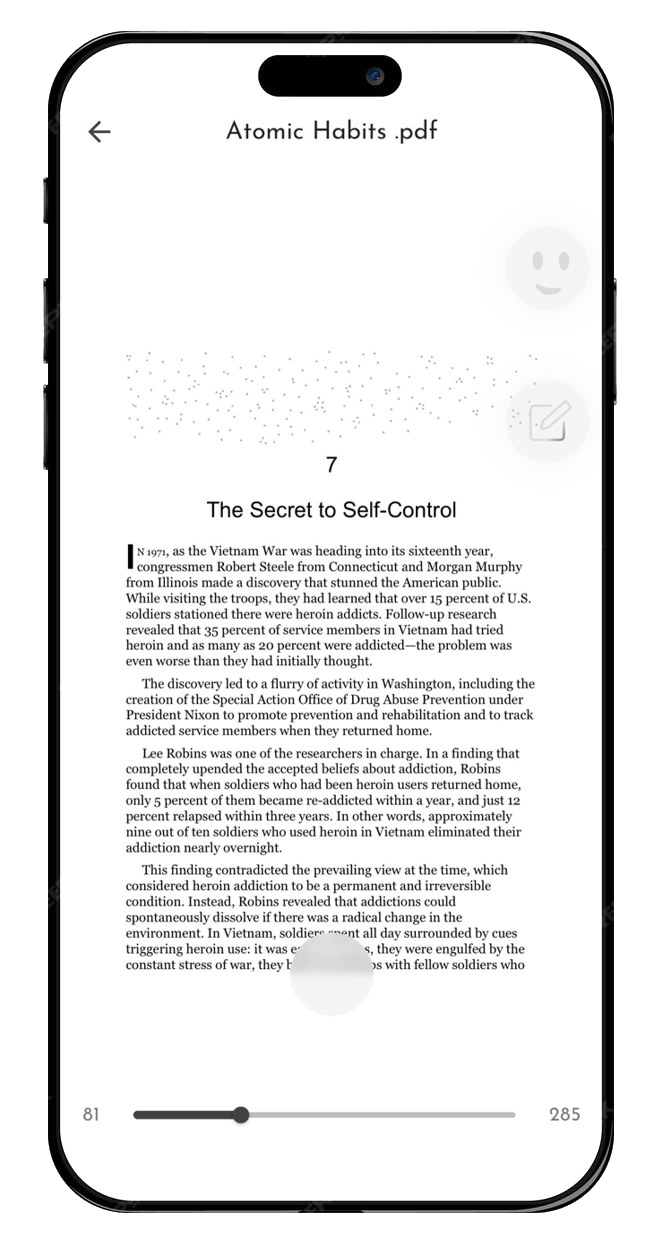 Atomic Habits .pdf
7
The Secret to Self-Control
IN 1971, as the Vietnam War was heading into its sixteenth year,
congressmen Robert Steele from Connecticut and Morgan Murphy
from Illinois made a discovery that stunned the American public.
While visiting the troops, they had learned that over 15 percent of U.S.
soldiers stationed there were heroin addicts. Follow-up research
revealed that 35 percent of service members in Vietnam had tried
heroin and as many as 20 percent were addicted—the problem was
even worse than they had initially thought.
The discovery led to a flurry of activity in Washington, including the
creation of the Special Action Office of Drug Abuse Prevention under
President Nixon to promote prevention and rehabilitation and to track
addicted service members when they returned home.
Lee Robins was one of the researchers in charge. In a finding that
completely upended the accepted beliefs about addiction, Robins
found that when soldiers who had been heroin users returned home,
only 5 percent of them became re-addicted within a year, and just 12
percent relapsed within three years. In other words, approximately
nine out of ten soldiers who used heroin in Vietnam eliminated their
addiction nearly overnight.
This finding contradicted the prevailing view at the time, which
considered heroin addiction to be a permanent and irreversible
condition. Instead, Robins revealed that addictions could
spontaneously dissolve if there was a radical change in the
environment. In Vietnam, soldiers spent all day surrounded by cues
triggering heroin use: it was they were engulfed by the
constant stress of war, they with fellow soldiers who
81 285